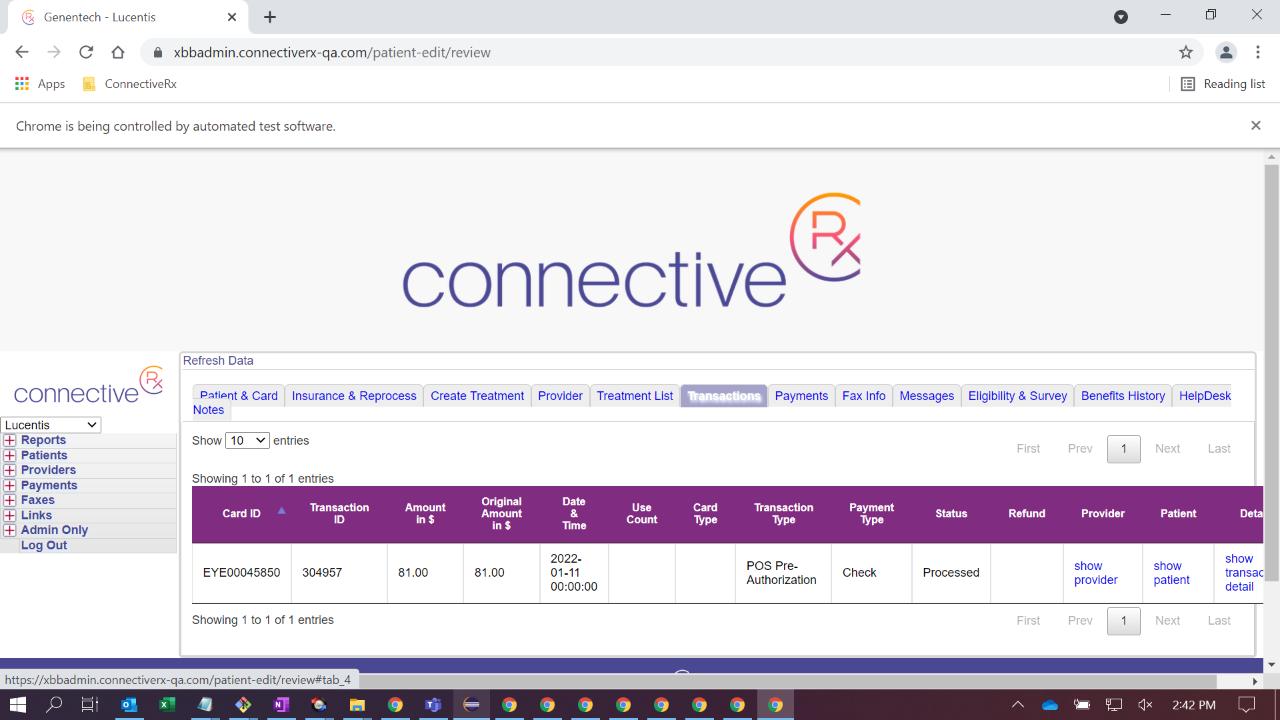 Genentech - Lucentis
xbbadmin.connectiverx-qa.com/patient-edit/review
Apps
ConnectiveRx
Reading list
Chrome is being controlled by automated test software.
connective Rx
connective Rx
Lucentis
Reports
Patients
Providers
Payments
Faxes
Links
Admin Only
Log Out
Refresh Data
Patient & Card Insurance & Reprocess Create Treatment Provider Treatment List Transactions Payments Fax Info Messages Eligibility & Survey Benefits History HelpDesk
Notes
Show 10 entries
First Prev 1 Next Last
Showing 1 to 1 of 1 entries
Card ID Transaction ID Amount in $ Original Amount in $ Date & Time Use Count Card Type Transaction Type Payment Type Status Refund Provider Patient Deta
EYE00045850 304957 81.00 81.00 2022-01-11 00:00:00 POS Pre-Authorization Check Processed show provider show patient show transac detail
Showing 1 to 1 of 1 entries
First Prev 1 Next Last
https://xbbadmin.connectiverx-qa.com/patient-edit/review#tab_4
2:42 PM